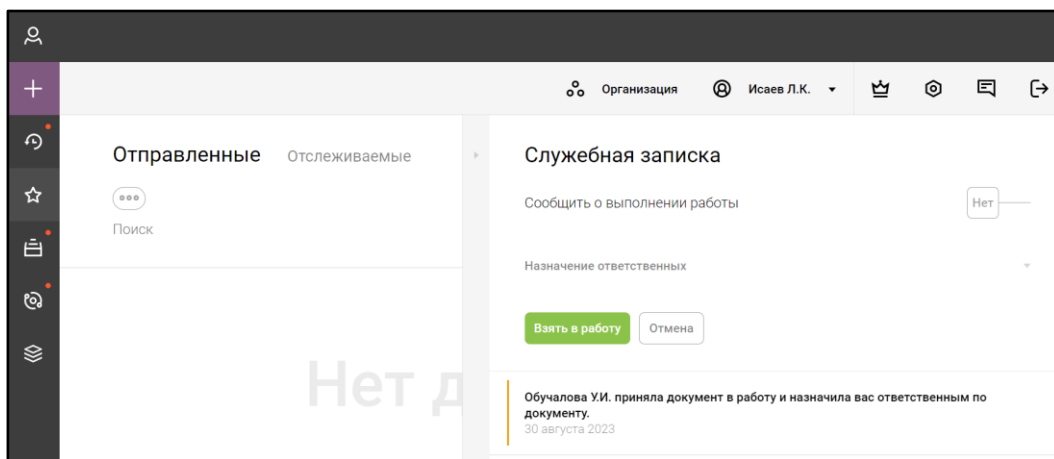 Организация Исаев Л.К.
Отправленные Отслеживаемые
Поиск
Нет
Служебная записка
Сообщить о выполнении работы Нет
Назначение ответственных
Взять в работу Отмена
Обучалова У.И. приняла документ в работу и назначила вас ответственным по
документу.
30 августа 2023